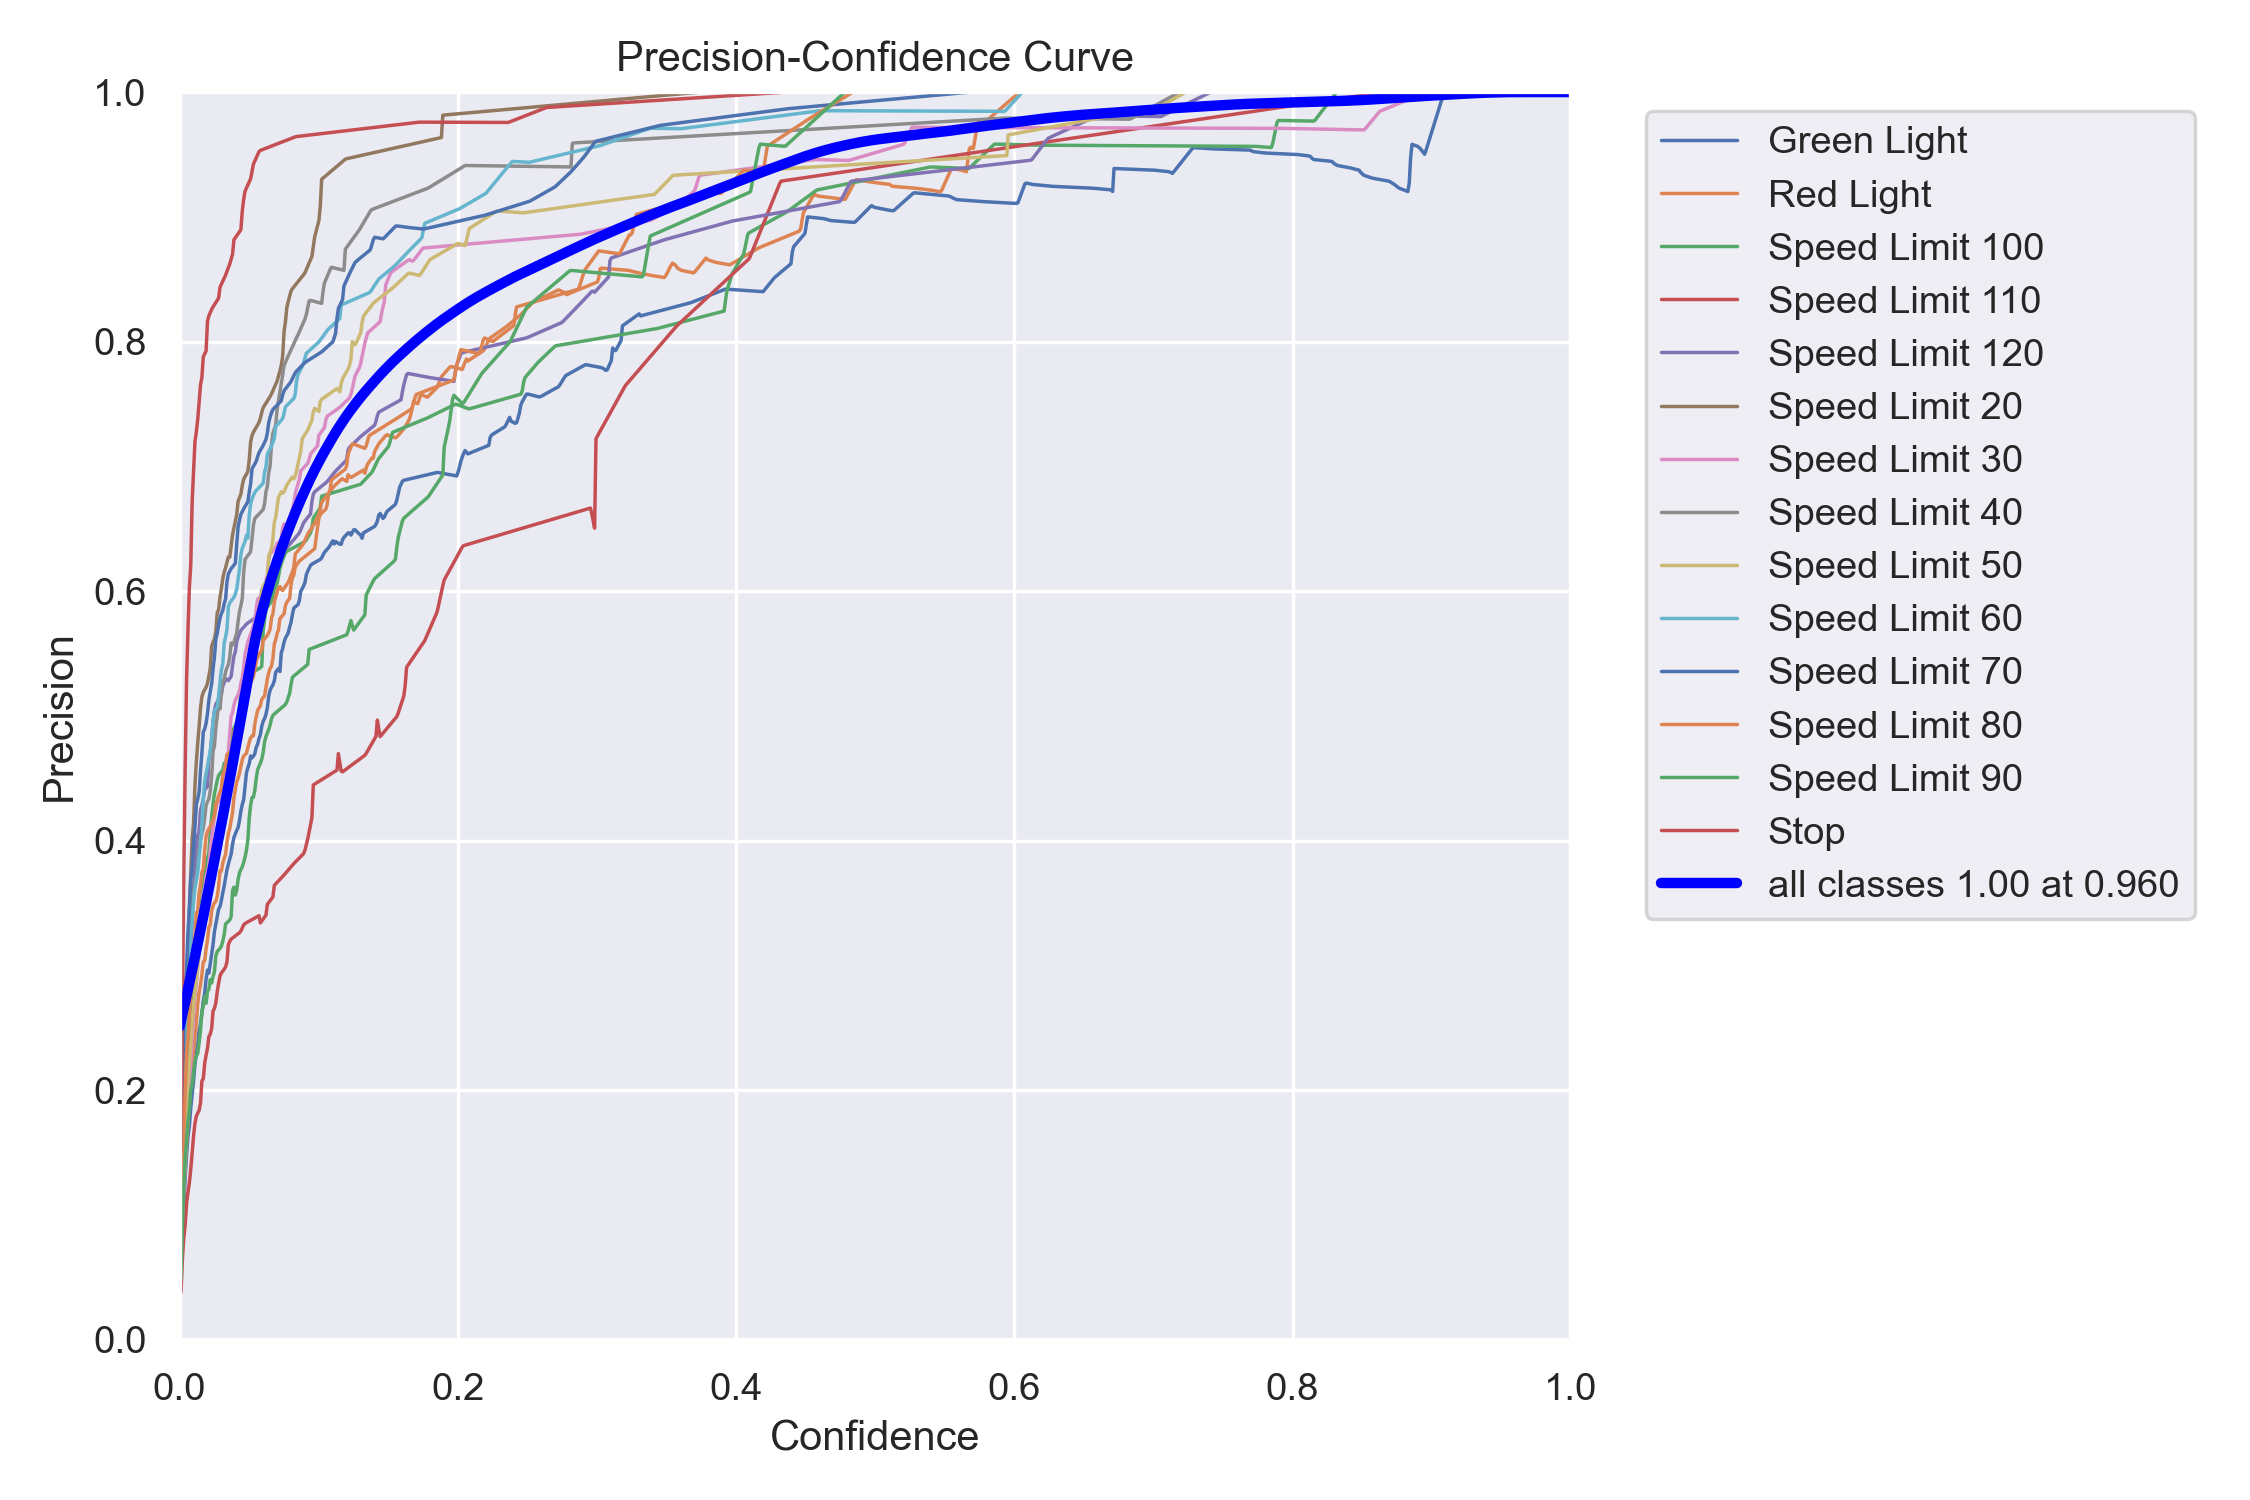 Precision-Confidence Curve
1.0
0.8
0.6
0.4
0.2
0.0
Precision
0.0 0.2 0.4 0.6 0.8 1.0
Confidence
Green Light
Red Light
Speed Limit 100
Speed Limit 110
Speed Limit 120
Speed Limit 20
Speed Limit 30
Speed Limit 40
Speed Limit 50
Speed Limit 60
Speed Limit 70
Speed Limit 80
Speed Limit 90
Stop
all classes 1.00 at 0.960